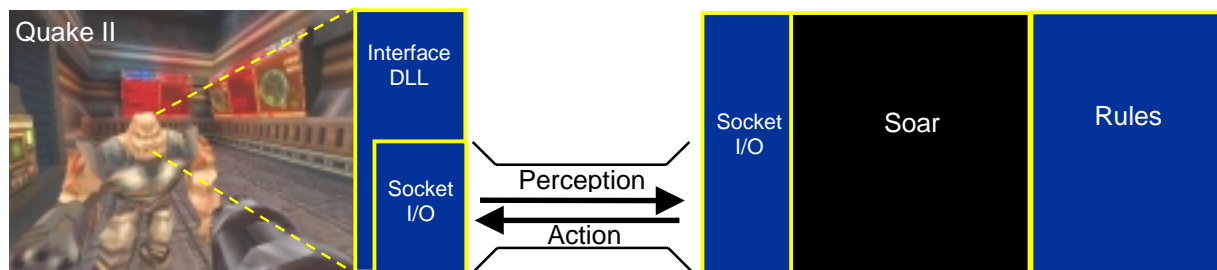 Quake II
Interface
DLL
Socket
I/O
Perception
Action
Socket
I/O
Soar
Rules